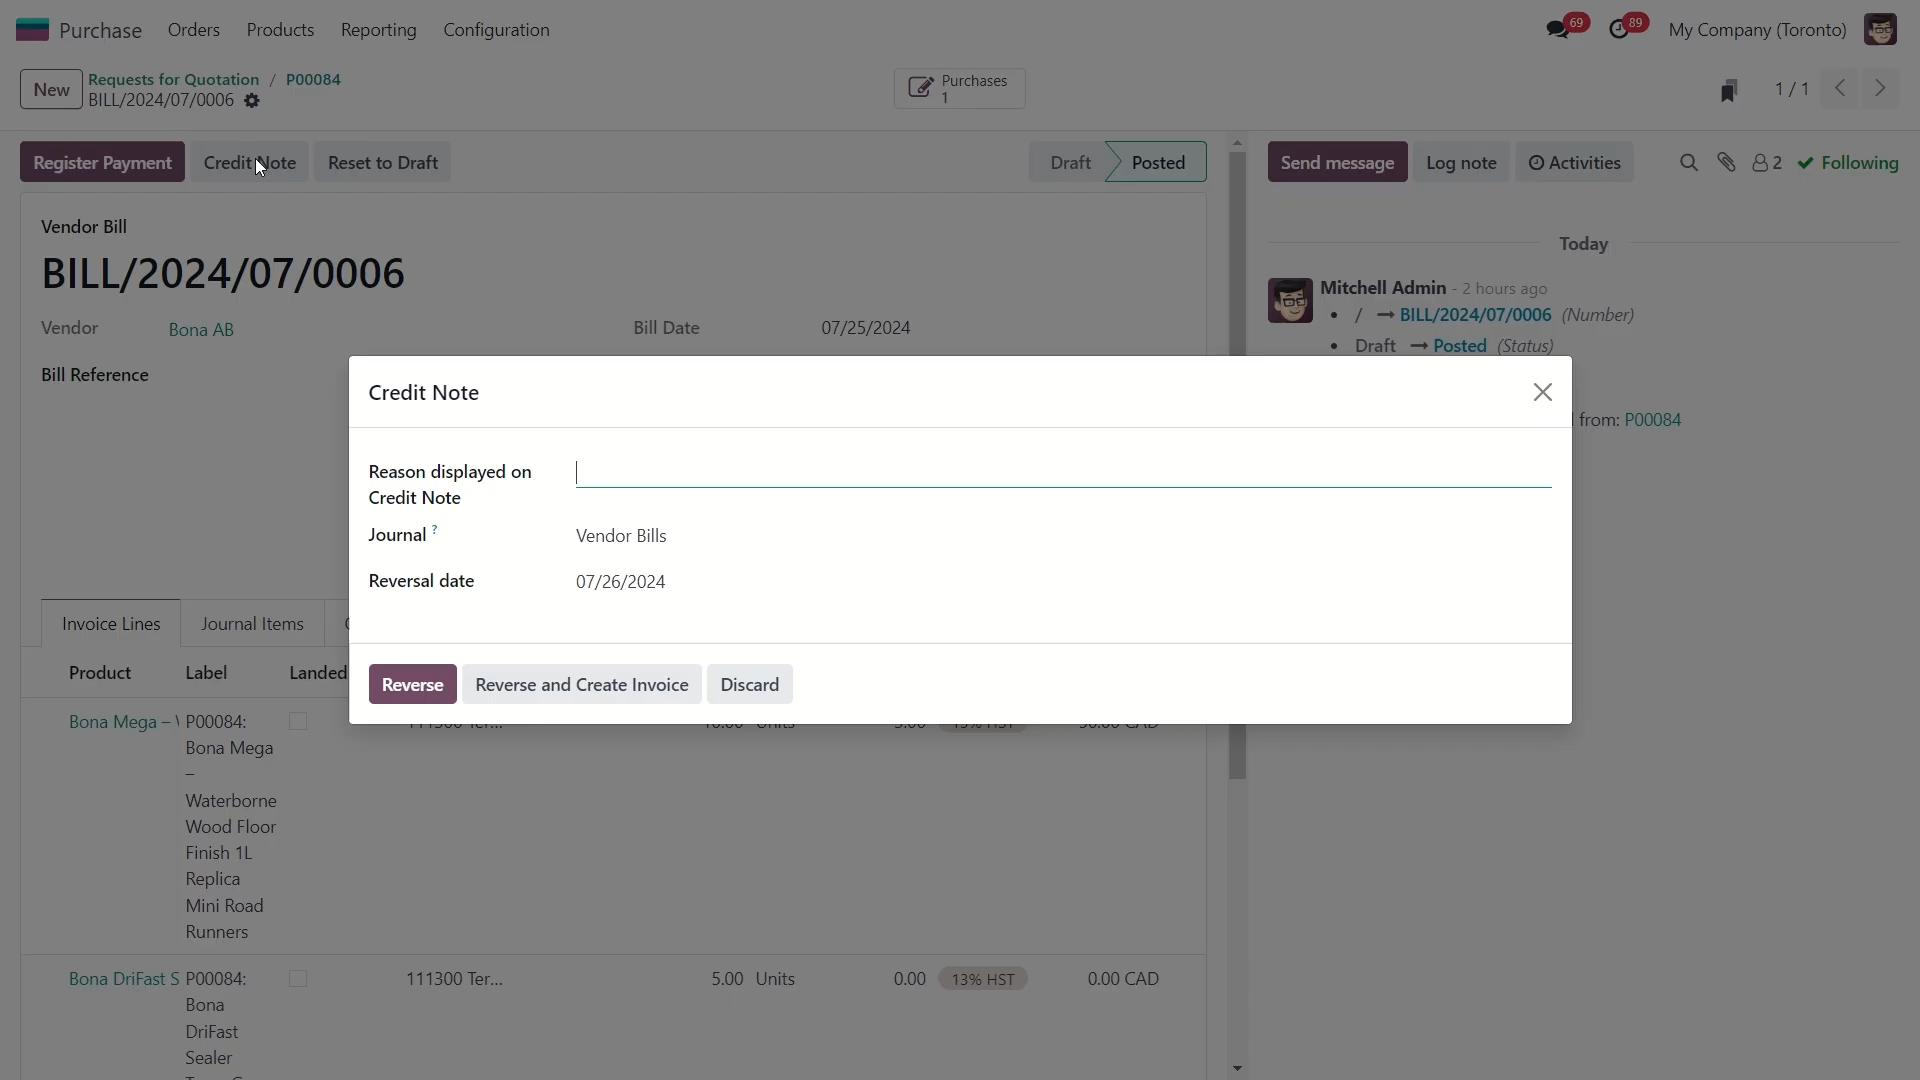 Purchase Orders Products Reporting Configuration 69 89 My Company (Toronto)
New Requests for Quotation / P00084
BILL/2024/07/0006
Purchases
1
1 / 1
Register Payment Credit Note Reset to Draft Draft Posted Send message Log note Activities 2 Following
Vendor Bill
BILL/2024/07/0006
Vendor Bona AB Bill Date 07/25/2024
Bill Reference
Today
Mitchell Admin - 2 hours ago
• / → BILL/2024/07/0006 (Number)
• Draft → Posted (Status)
from: P00084
Credit Note
Reason displayed on
Credit Note
Journal ? Vendor Bills
Reversal date 07/26/2024
Reverse Reverse and Create Invoice Discard
Invoice Lines Journal Items
Product Label Landed
Bona Mega – P00084:
Bona Mega
–
Waterborne
Wood Floor
Finish 1L
Replica
Mini Road
Runners
Bona DriFast S P00084: 111300 Ter... 5.00 Units 0.00 13% HST 0.00 CAD
Bona
DriFast
Sealer